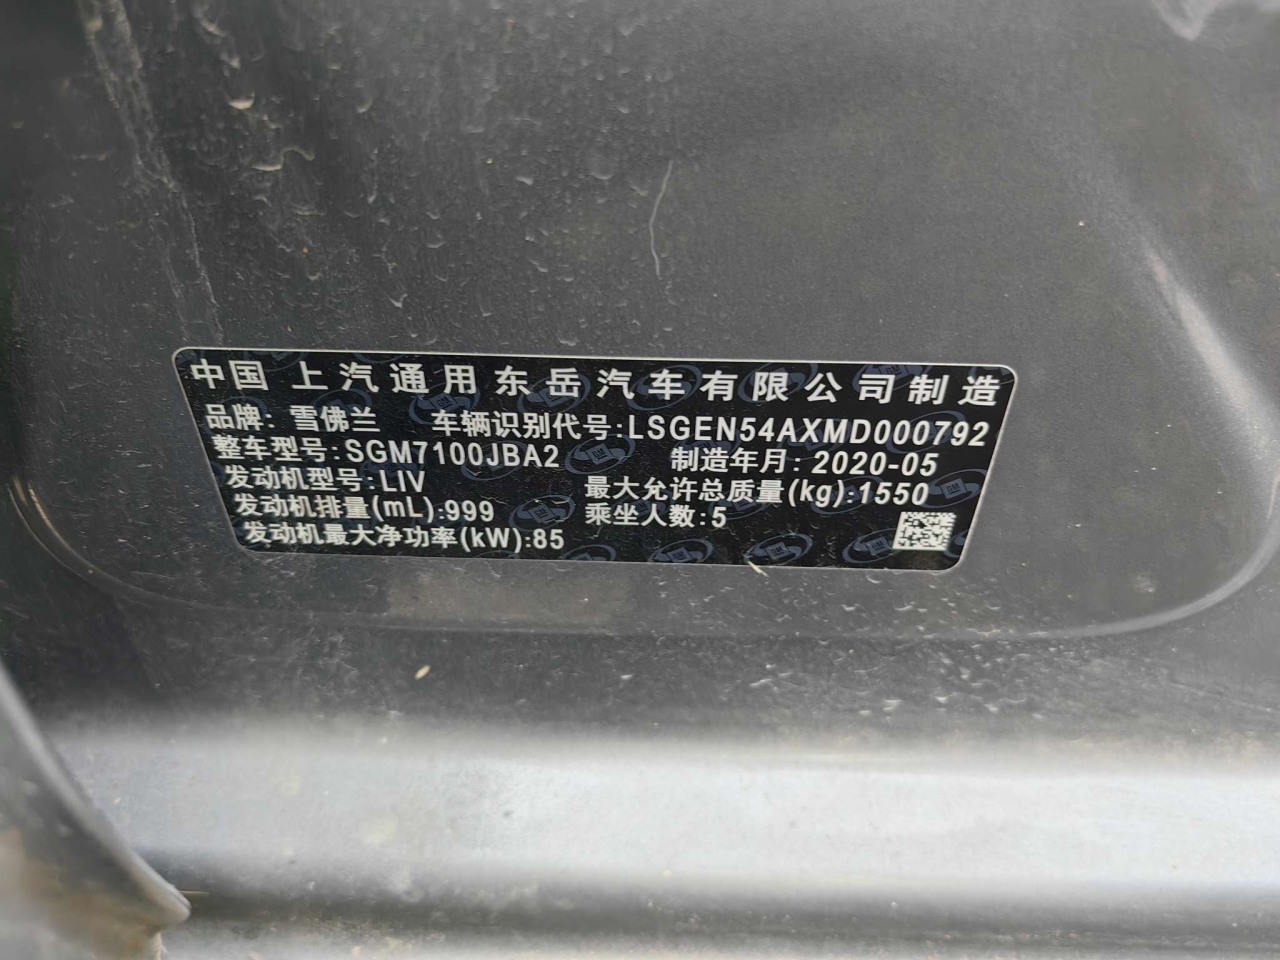 中国 上汽通用东岳汽车有限公司制造
品牌: 雪佛兰 车辆识别代号:LSGEN54AXMD000792
整车型号:SGM7100JBA2 制造年月: 2020-05
发动机型号:LIV 最大允许总质量(kg):1550
发动机排量(mL):999 乘坐人数:5
发动机最大净功率(kW):85